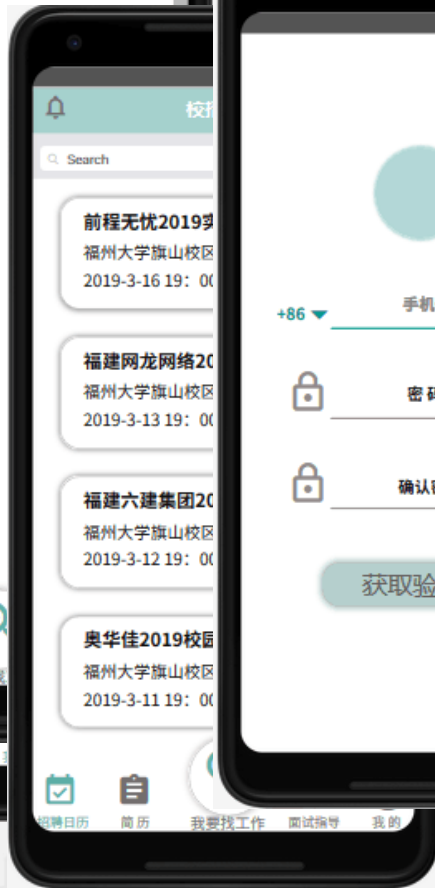 校招
Search
前程无忧2019实
福州大学旗山校区
2019-3-16 19：00
福建网龙网络20
福州大学旗山校区
2019-3-13 19：00
福建六建集团20
福州大学旗山校区
2019-3-12 19：00
奥华佳2019校园
福州大学旗山校区
2019-3-11 19：00
招聘日历
简历
我要找工作
面试指导
我的
+86
手机
密码
确认密
获取验